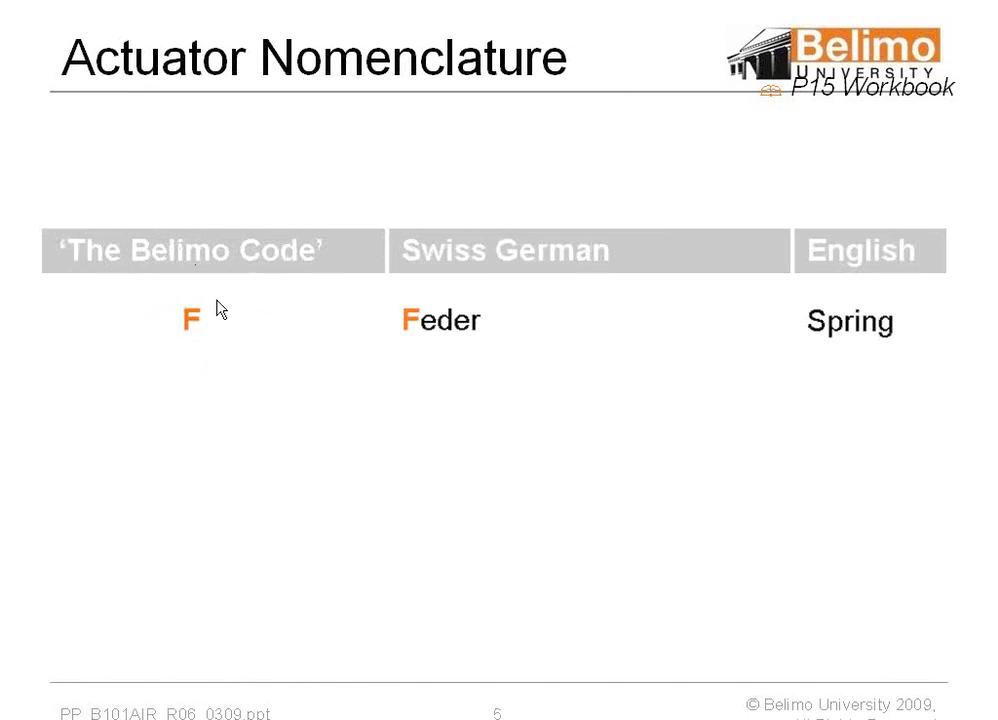 Actuator Nomenclature
Belimo
UNIVERSITY
P15 Workbook
‘The Belimo Code’ Swiss German English
F Feder Spring
PP_B101AIR_R06_0309.ppt 5 © Belimo University 2009,